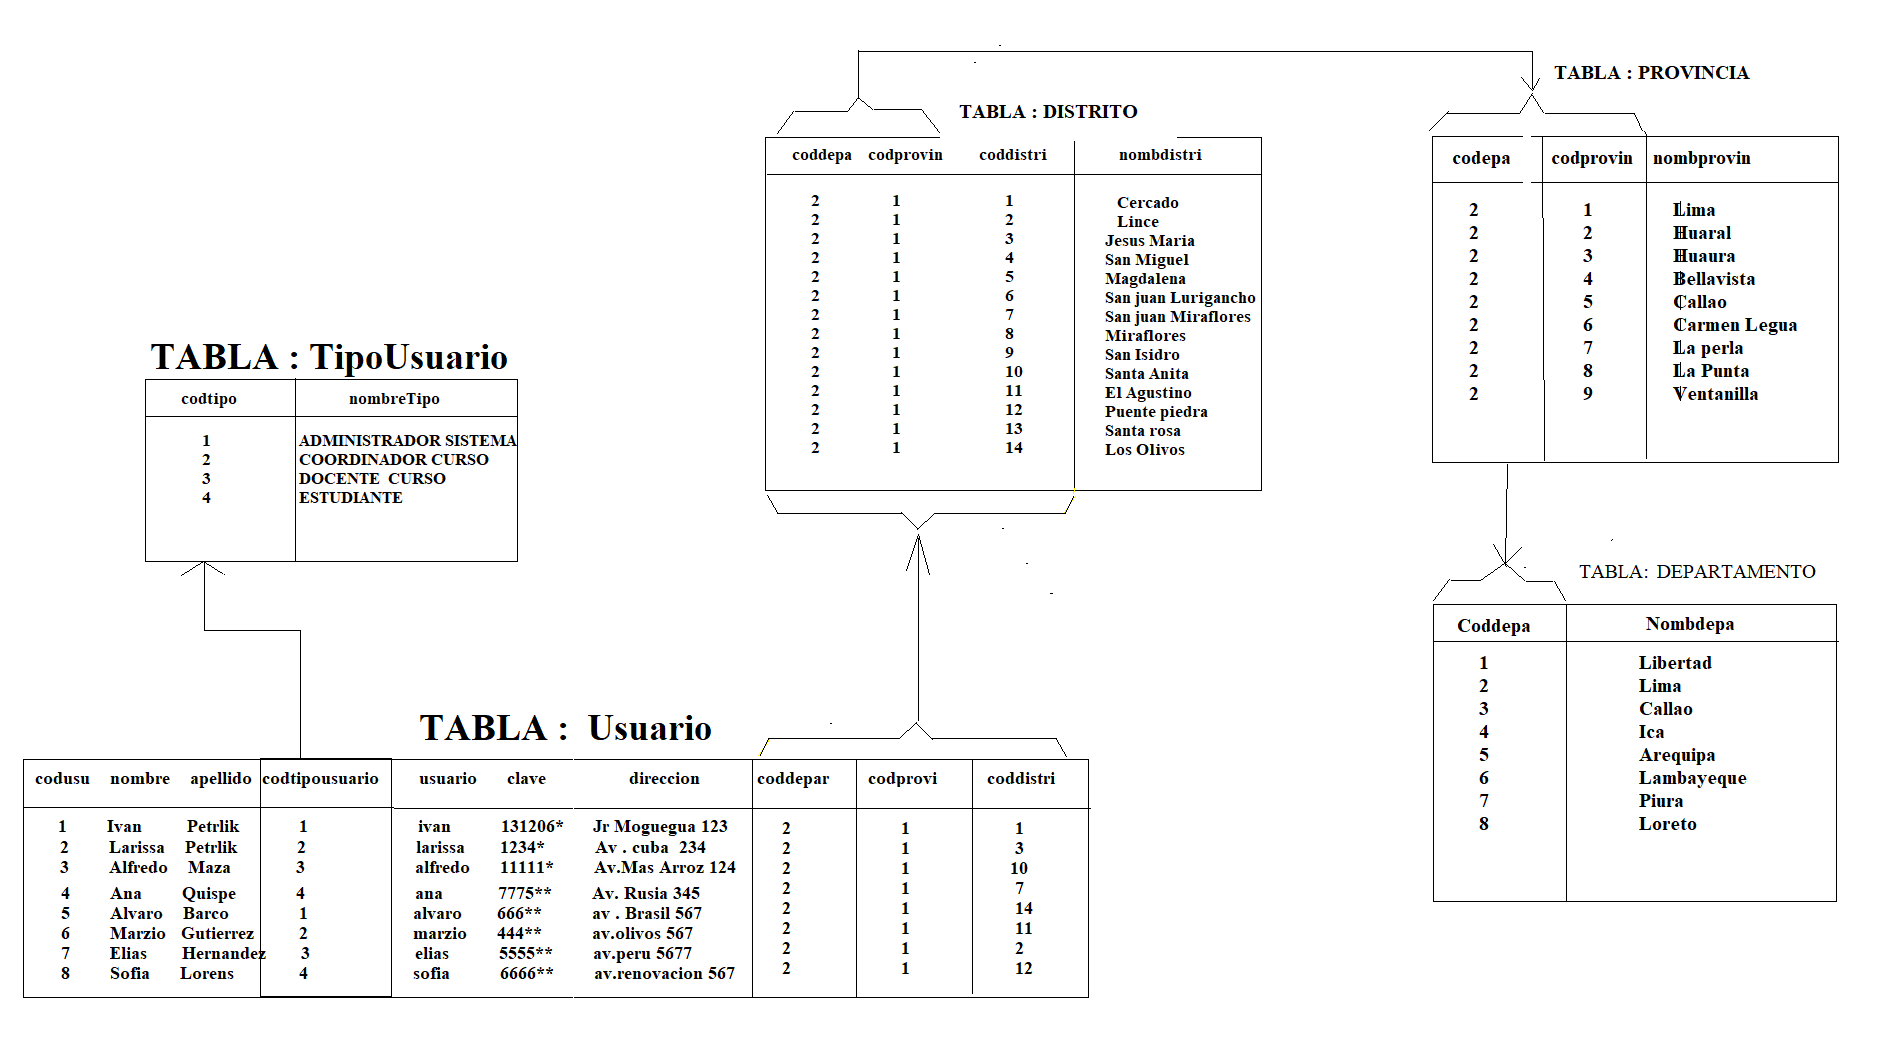 TABLA : PROVINCIA
TABLA : DISTRITO
coddepa codprovin coddistri nombdistri
2 1 1 Cercado
2 1 2 Lince
2 1 3 Jesus Maria
2 1 4 San Miguel
2 1 5 Magdalena
2 1 6 San juan Lurigancho
2 1 7 San juan Miraflores
2 1 8 Miraflores
2 1 9 San Isidro
2 1 10 Santa Anita
2 1 11 El Agustino
2 1 12 Puente piedra
2 1 13 Santa rosa
2 1 14 Los Olivos
codepa codprovin nombprovin
2 1 Lima
2 2 Huaral
2 3 Huaura
2 4 Bellavista
2 5 Callao
2 6 Carmen Legua
2 7 La perla
2 8 La Punta
2 9 Ventanilla
TABLA : TipoUsuario
codtipo nombreTipo
1 ADMINISTRADOR SISTEMA
2 COORDINADOR CURSO
3 DOCENTE CURSO
4 ESTUDIANTE
TABLA: DEPARTAMENTO
Coddepa Nombdepa
1 Libertad
2 Lima
3 Callao
4 Ica
5 Arequipa
6 Lambayeque
7 Piura
8 Loreto
TABLA : Usuario
codusu nombre apellido codtipousuario usuario clave direccion coddepar codprovi coddistri
1 Ivan Petrlik 1 ivan 131206* Jr Moguegua 123 2 1 1
2 Larissa Petrlik 2 larissa 1234* Av . cuba 234 2 1 3
3 Alfredo Maza 3 alfredo 11111* Av.Mas Arroz 124 2 1 10
4 Ana Quispe 4 ana 7775** Av. Rusia 345 2 1 7
5 Alvaro Barco 1 alvaro 666** av . Brasil 567 2 1 14
6 Marzio Gutierrez 2 marzio 444** av.olivos 567 2 1 11
7 Elias Hernandez 3 elias 5555** av.peru 5677 2 1 2
8 Sofia Lorens 4 sofia 6666** av.renovacion 567 2 1 12